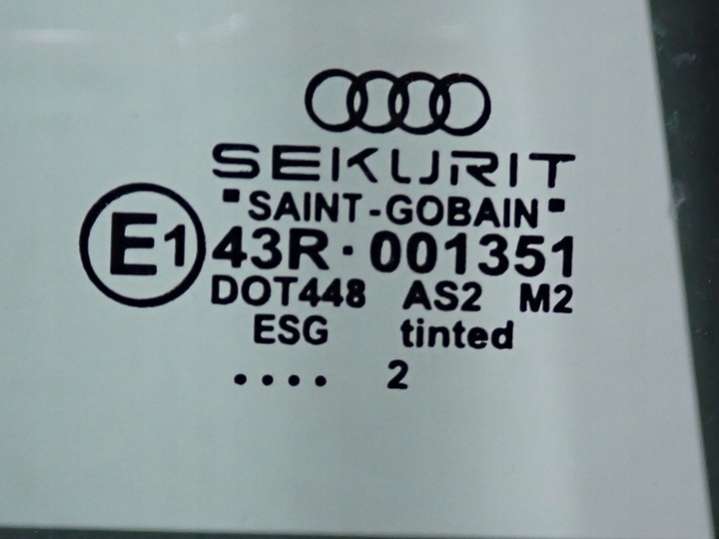 SEKURIT
"SAINT-GOBAIN"
E1 43R·001351
DOT448 AS2 M2
ESG tinted
.... 2